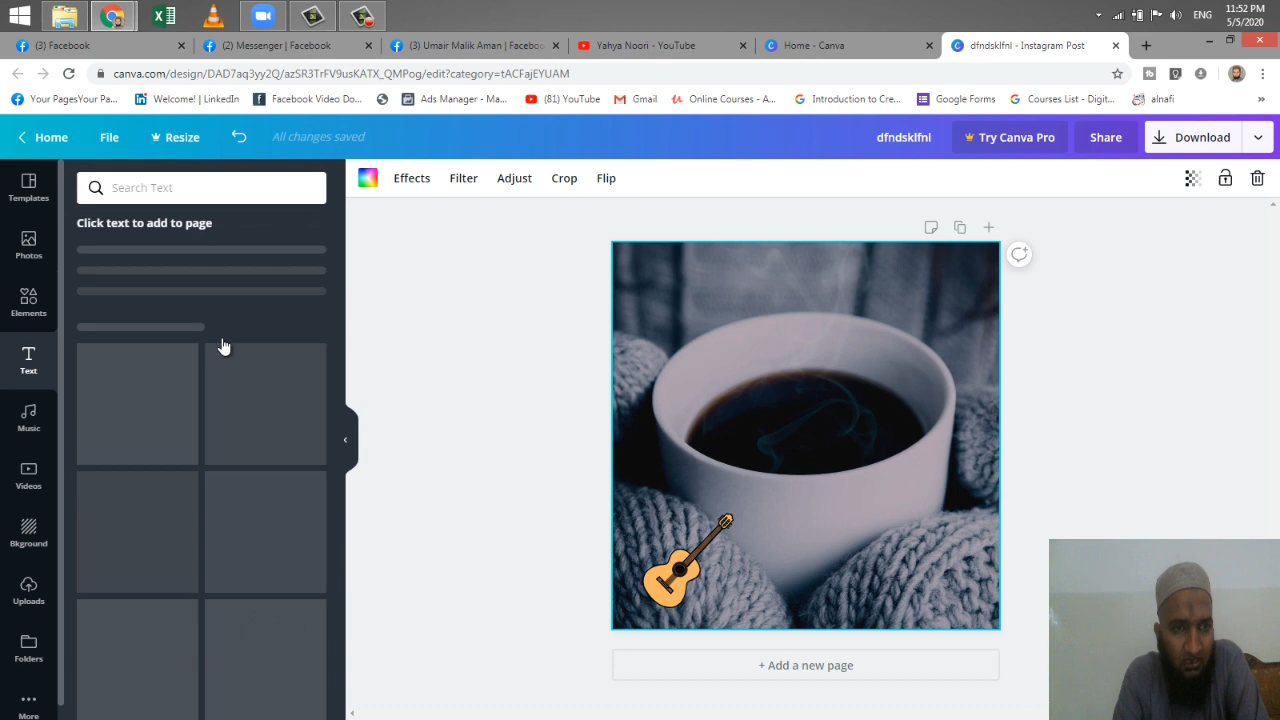 11:52 PM
ENG
5/5/2020
(3) Facebook
(2) Messenger | Facebook
(3) Umair Malik Aman | Faceboo
Yahya Noori - YouTube
Home - Canva
dfndsklfnl - Instagram Post
canva.com/design/DAD7aq3yy2Q/azSR3TrFV9usKATX_QMPog/edit?category=tACFajEYUAM
Your PagesYour Pa...
Welcome! | LinkedIn
Facebook Video Do...
Ads Manager - Ma...
(81) YouTube
Gmail
Online Courses - A...
Introduction to Cre...
Google Forms
Courses List - Digit...
alnafi
Home
File
Resize
All changes saved
dfndsklfnl
Try Canva Pro
Share
Download
Templates
Photos
Elements
Text
Music
Videos
Bkground
Uploads
Folders
More
Search Text
Click text to add to page
Effects
Filter
Adjust
Crop
Flip
+ Add a new page